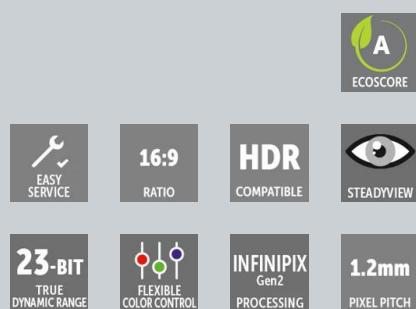 A
ECOSCORE
EASY
SERVICE
16:9
RATIO
HDR
COMPATIBLE
STEADYVIEW
23-BIT
TRUE
DYNAMIC RANGE
FLEXIBLE
COLOR CONTROL
INFINIPIX
Gen2
PROCESSING
1.2mm
PIXEL PITCH